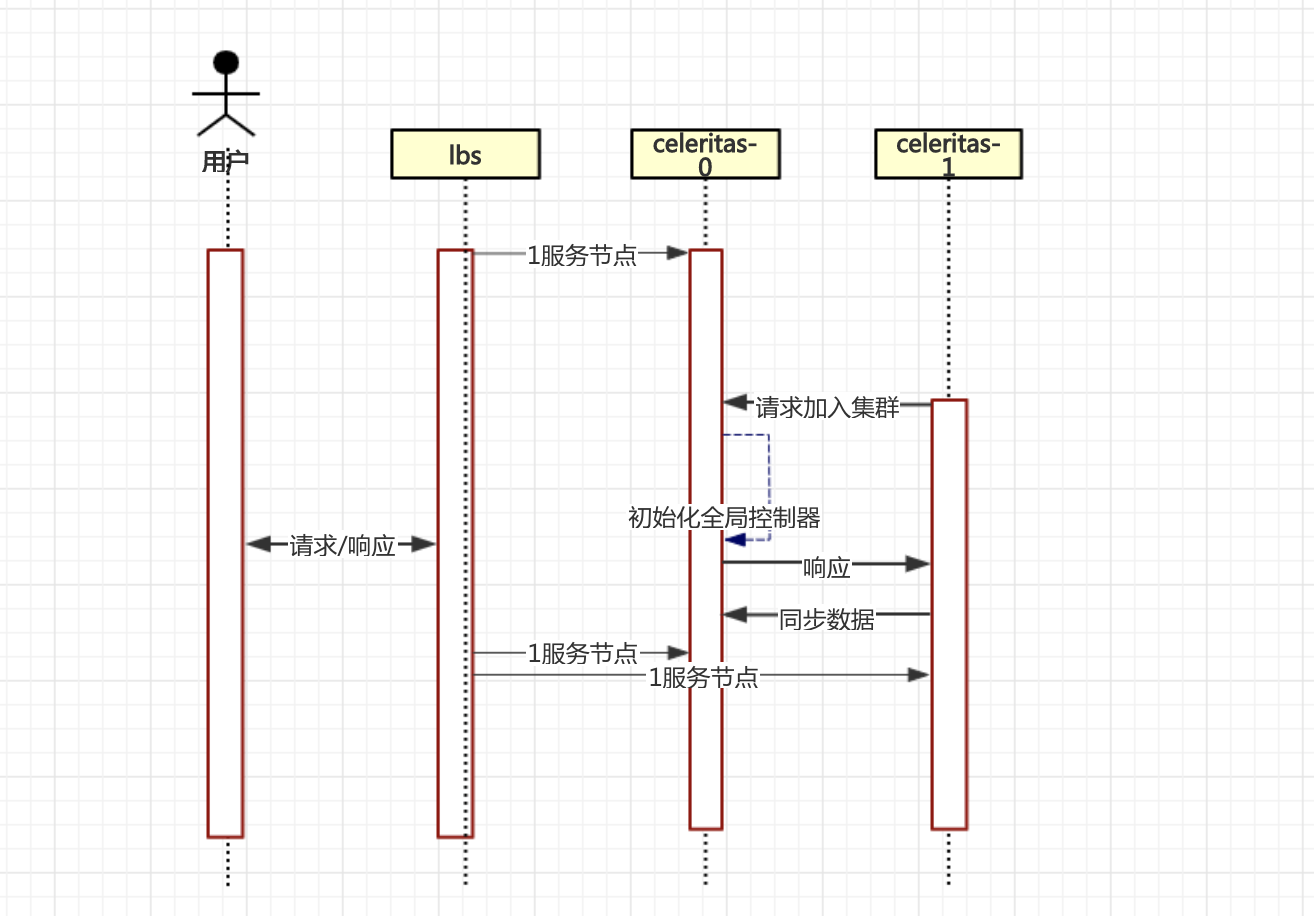 用户
lbs
celeritas-
0
celeritas-
1
1服务节点
请求加入集群
初始化全局控制器
请求/响应
响应
同步数据
1服务节点
1服务节点